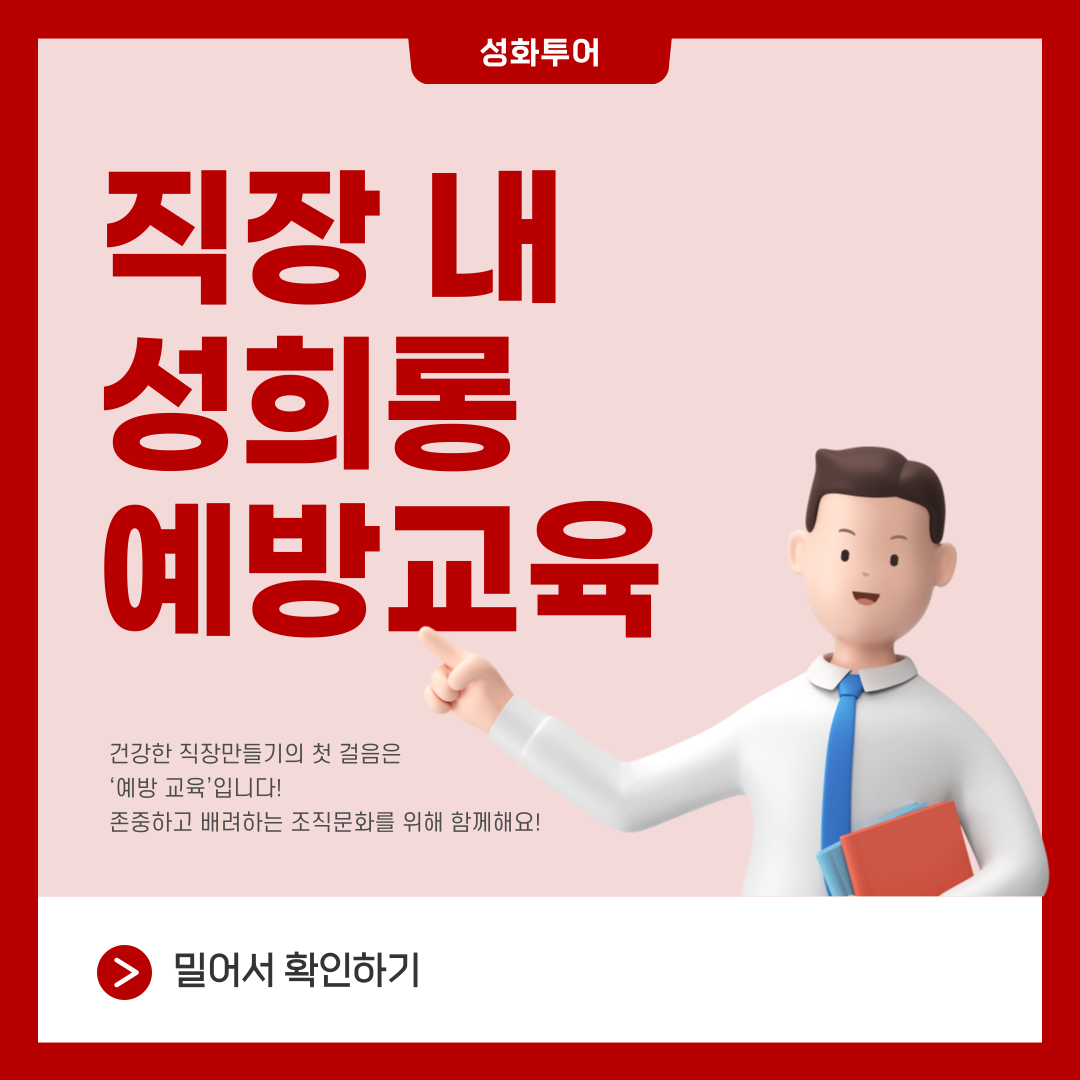 성화투어
직장 내
성희롱
예방교육
건강한 직장만들기의 첫 걸음은
‘예방 교육’입니다!
존중하고 배려하는 조직문화를 위해 함께해요!
밀어서 확인하기